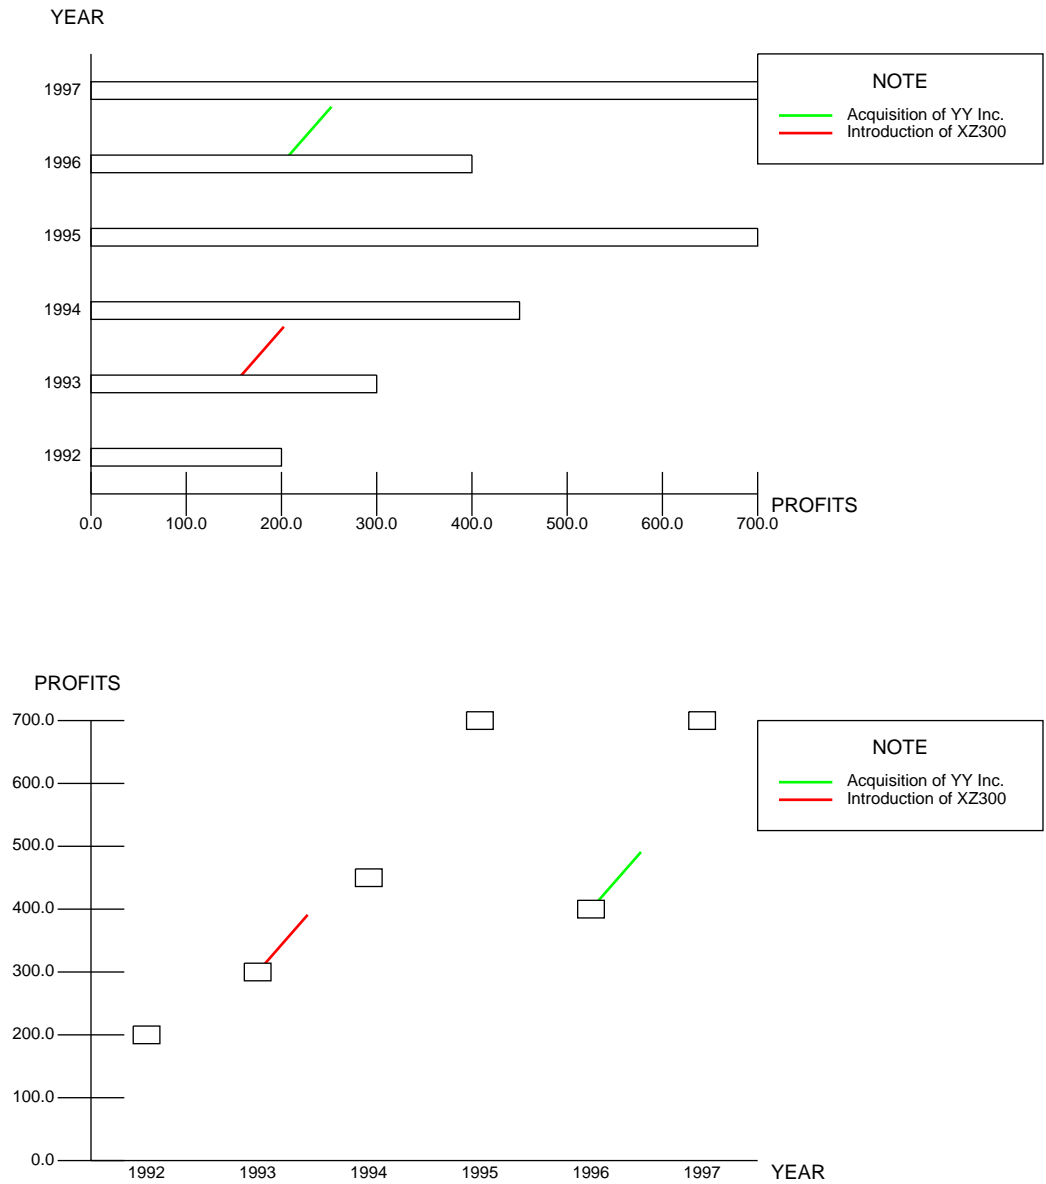 YEAR
1997
1996
1995
1994
1993
1992
0.0 100.0 200.0 300.0 400.0 500.0 600.0 700.0
PROFITS
NOTE
Acquisition of YY Inc.
Introduction of XZ300
PROFITS
700.0
600.0
500.0
400.0
300.0
200.0
100.0
0.0
1992 1993 1994 1995 1996 1997
YEAR
NOTE
Acquisition of YY Inc.
Introduction of XZ300